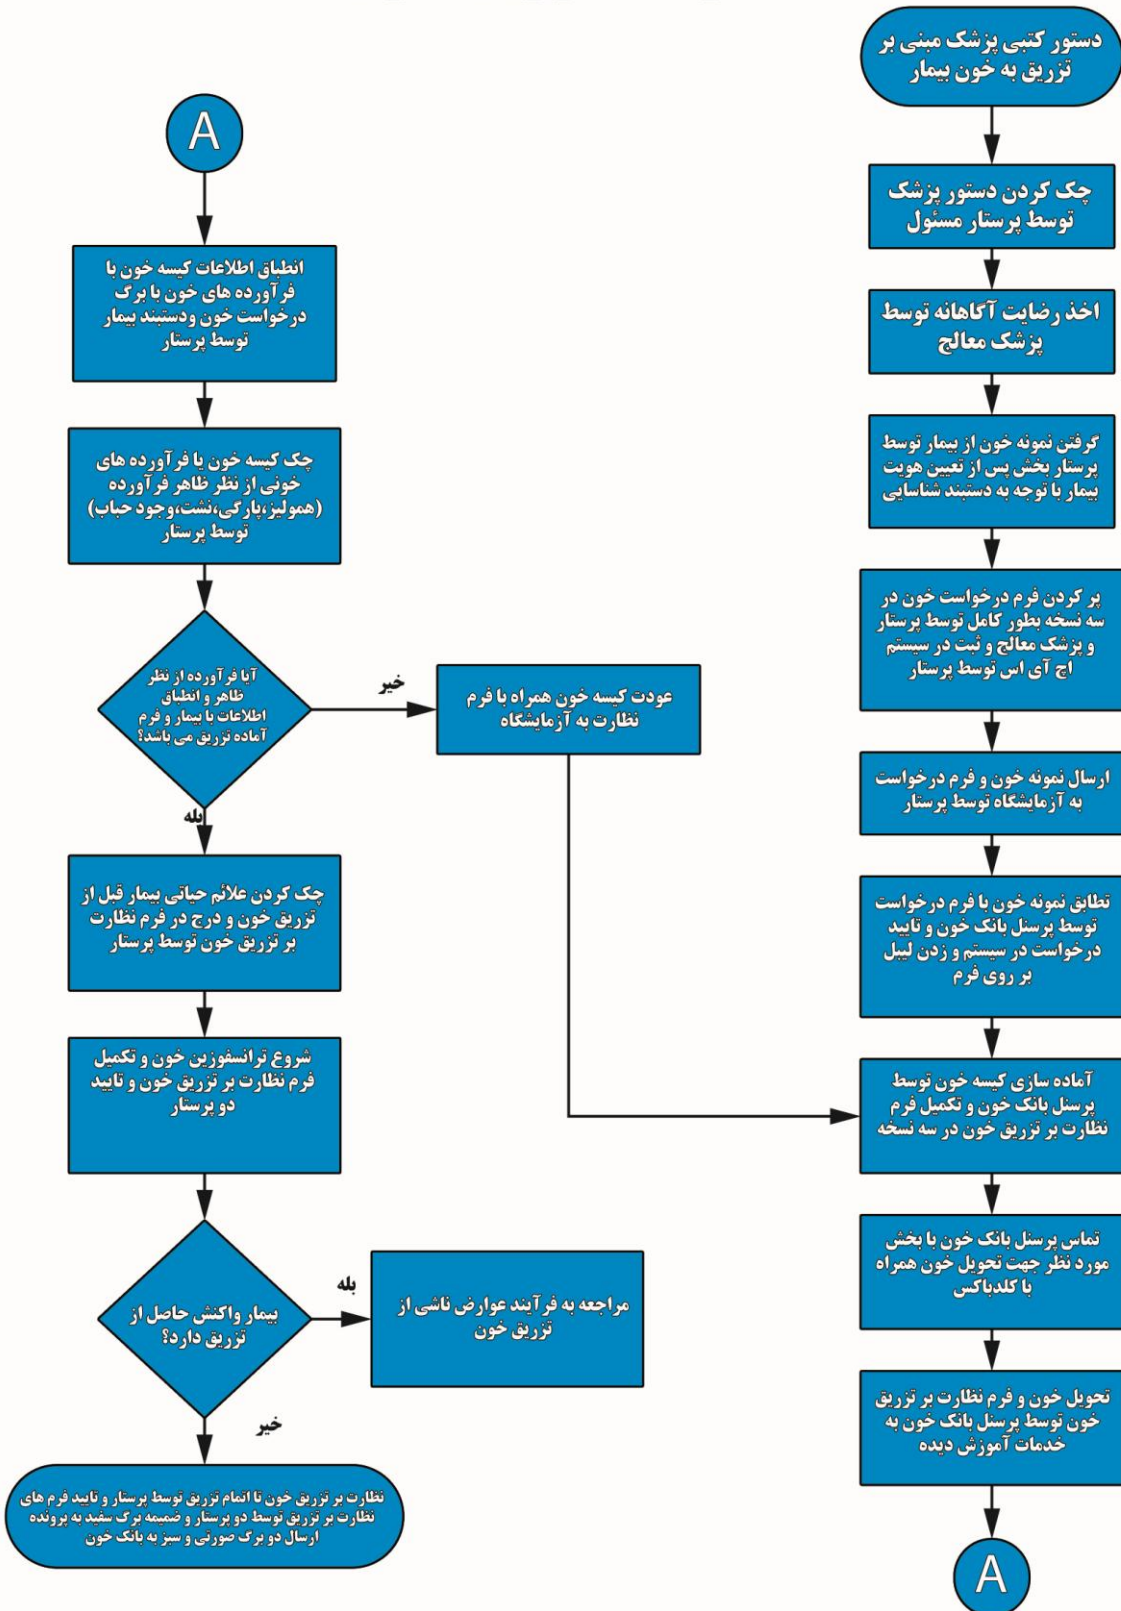 دستور کتبی پزشک مبنی بر
تزریق به خون بیمار
چک کردن دستور پزشک
توسط پرستار مسئول
اخذ رضایت آگاهانه توسط
پزشک معالج
گرفتن نمونه خون از بیمار توسط
پرستار بخش پس از تعیین هویت
بیمار با توجه به دستبند شناسایی
پر کردن فرم درخواست خون در
سه نسخه بطور کامل توسط پرستار
و پزشک معالج و ثبت در سیستم
اچ آی اس توسط پرستار
ارسال نمونه خون و فرم درخواست
به آزمایشگاه توسط پرستار
تطابق نمونه خون با فرم درخواست
توسط پرسنل بانک خون و تایید
درخواست در سیستم و زدن لیبل
بر روی فرم
آماده سازی کیسه خون توسط
پرسنل بانک خون و تکمیل فرم
نظارت بر تزریق خون در سه نسخه
تماس پرسنل بانک خون با بخش
مورد نظر جهت تحویل خون همراه
با کلدباکس
تحویل خون و فرم نظارت بر تزریق
خون توسط پرسنل بانک خون به
خدمات آموزش دیده
A
A
انطباق اطلاعات کیسه خون با
فرآورده های خون با برگ
درخواست خون ودستبند بیمار
توسط پرستار
چک کیسه خون یا فرآورده های
خونی از نظر ظاهر فرآورده
(همولیز،پارگی،نشت،وجود حباب)
توسط پرستار
آیا فرآورده از نظر
ظاهر و انطباق
اطلاعات با بیمار و فرم
آماده تزریق می باشد؟
خیر
عودت کیسه خون همراه با فرم
نظارت به آزمایشگاه
بله
چک کردن علائم حیاتی بیمار قبل از
تزریق خون و درج در فرم نظارت
بر تزریق خون توسط پرستار
شروع ترانسفوزین خون و تکمیل
فرم نظارت بر تزریق خون و تایید
دو پرستار
بیمار واکنش حاصل از
تزریق دارد؟
بله
مراجعه به فرآیند عوارض ناشی از
تزریق خون
خیر
نظارت بر تزریق خون تا اتمام تزریق توسط پرستار و تایید فرم های
نظارت بر تزریق توسط دو پرستار و ضمیمه برگ سفید به پرونده
ارسال دو برگ صورتی و سبز به بانک خون